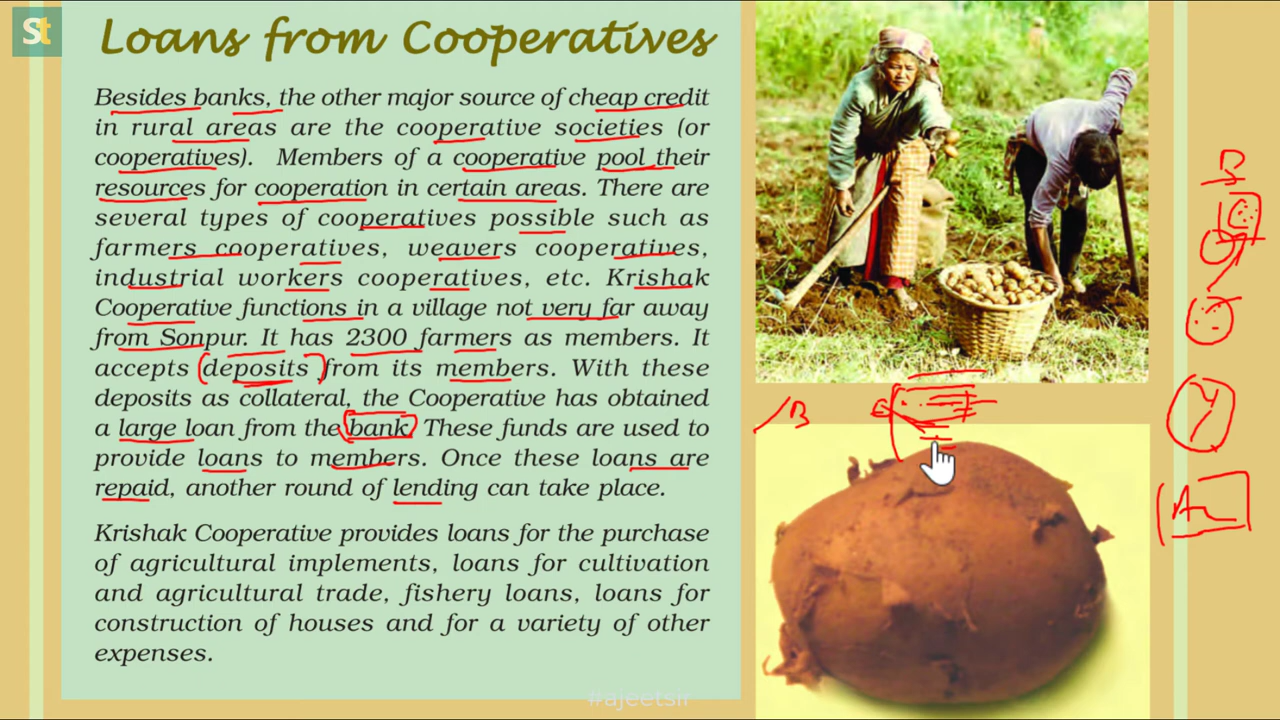 St
Loans from Cooperatives
Besides banks, the other major source of cheap credit
in rural areas are the cooperative societies (or
cooperatives). Members of a cooperative pool their
resources for cooperation in certain areas. There are
several types of cooperatives possible such as
farmers cooperatives, weavers cooperatives,
industrial workers cooperatives, etc. Krishak
Cooperative functions in a village not very far away
from Sonpur. It has 2300 farmers as members. It
accepts deposits from its members. With these
deposits as collateral, the Cooperative has obtained
a large loan from the bank. These funds are used to
provide loans to members. Once these loans are
repaid, another round of lending can take place.
Krishak Cooperative provides loans for the purchase
of agricultural implements, loans for cultivation
and agricultural trade, fishery loans, loans for
construction of houses and for a variety of other
expenses.
#ajeetsir
B
Y